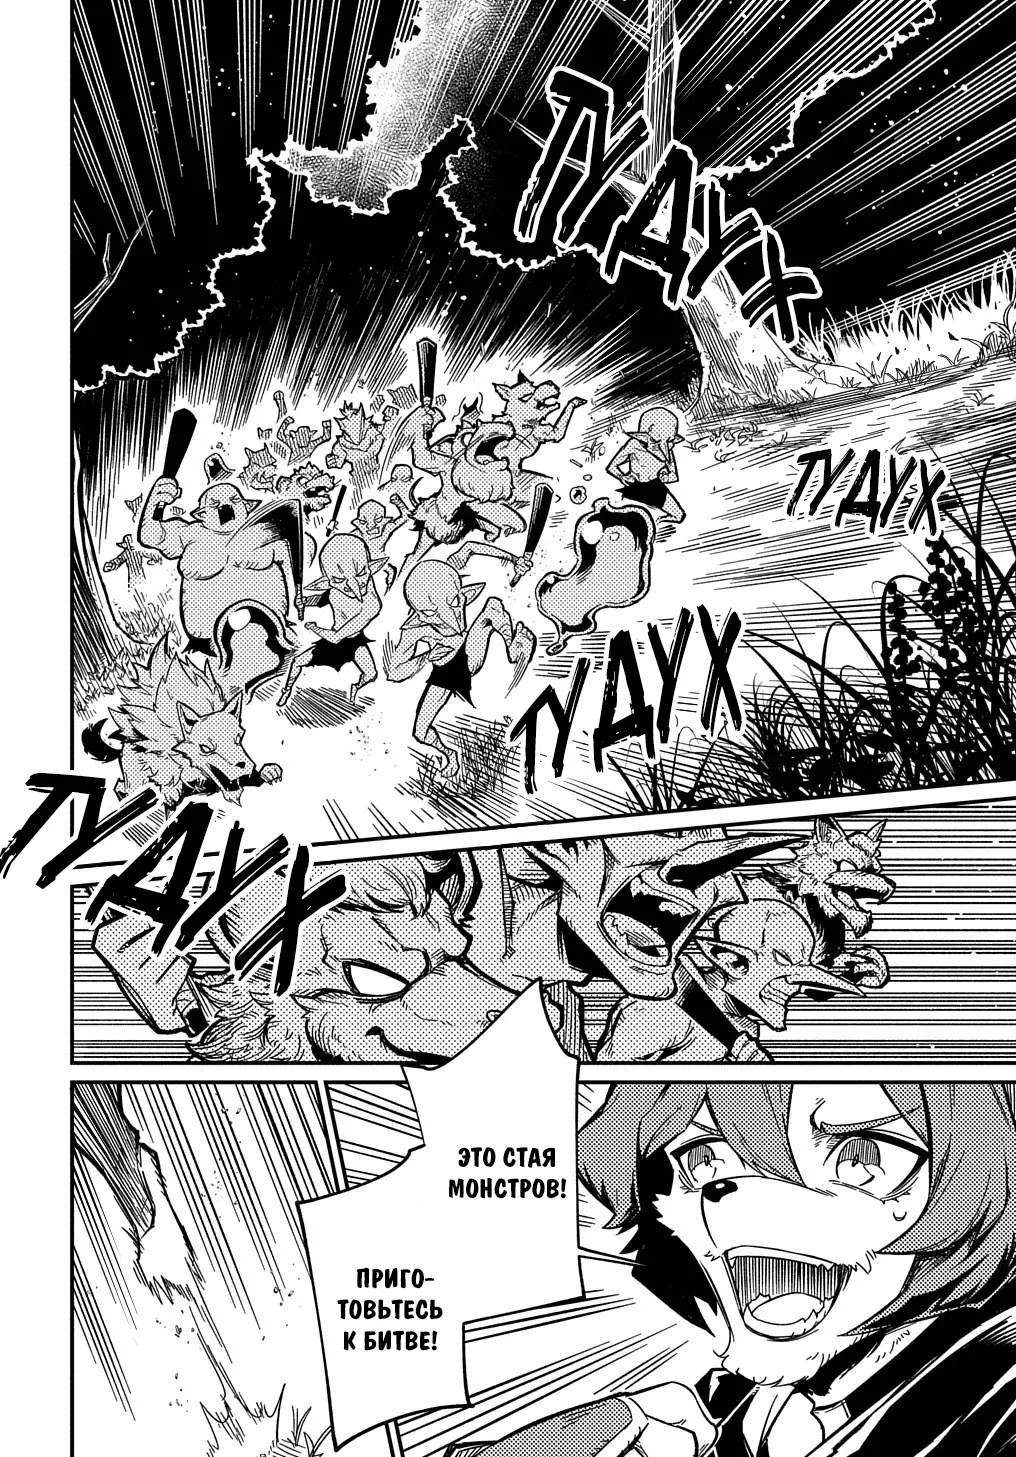 ТУДУХ
ТУДУХ
ТУДУХ
ТУДУХ
ЭТО СТАЯ
МОНСТРОВ!
ПРИГО-
ТОВЬТЕСЬ
К БИТВЕ!